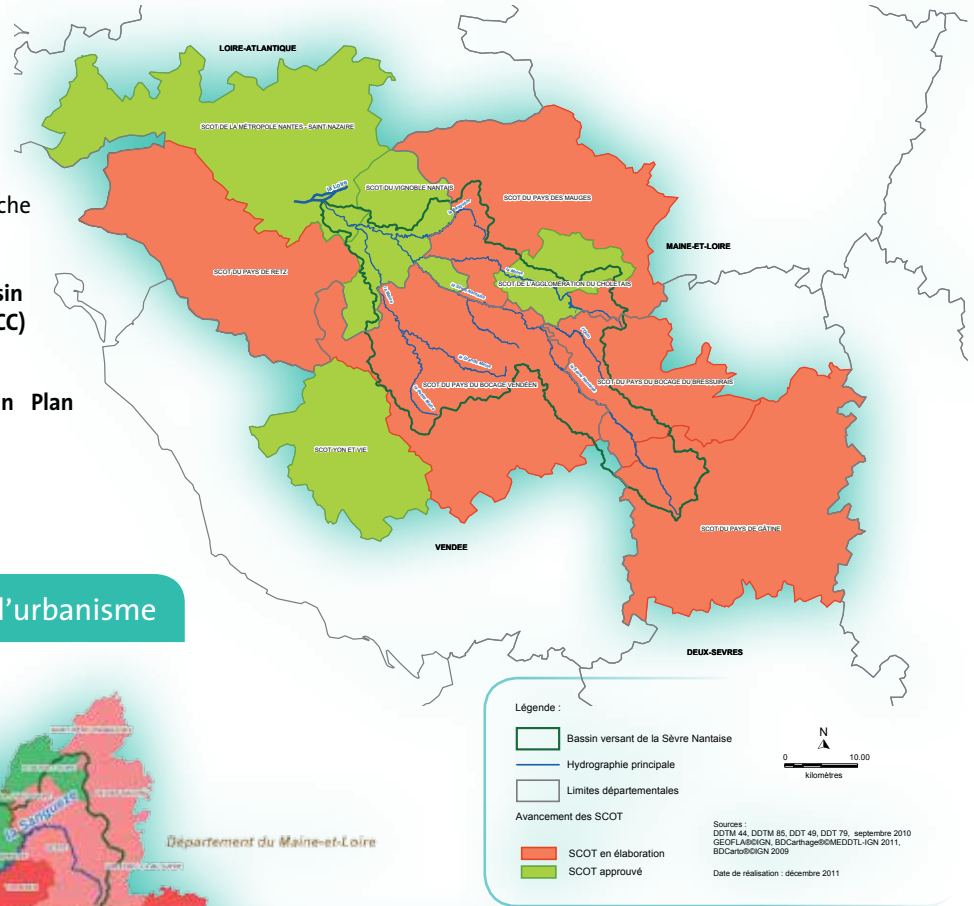 LOIRE-ATLANTIQUE
SCOT DE LA MÉTROPOLE NANTES - SAINT-NAZAIRE
la Loire
SCOT DU VIGNOBLE NANTAIS
SCOT DU PAYS DES MAUGES
che
MAINE-ET-LOIRE
SCOT DU PAYS DE RETZ
sin
SCOT DE L'AGGLOMÉRATION DU CHOLETAIS
CC)
n Plan
SCOT DU PAYS DU BOCAGE VENDÉEN
SCOT DU PAYS DU BOCAGE DU BRESSUIRAIS
SCOT YON ET VIE
SCOT DU PAYS DE GÂTINE
VENDEE
l'urbanisme
DEUX-SEVRES
Légende :
Bassin versant de la Sèvre Nantaise
Hydrographie principale
Limites départementales
Avancement des SCOT
SCOT en élaboration
SCOT approuvé
N
0 10.00
kilomètres
Sources :
DDTM 44, DDTM 85, DDT 49, DDT 79, septembre 2010
GEOFLA®©IGN, BDCarthage®©MEDDTL-IGN 2011,
BDCarto®©IGN 2009
Date de réalisation : décembre 2011
la Sanguèze
Département du Maine-et-Loire